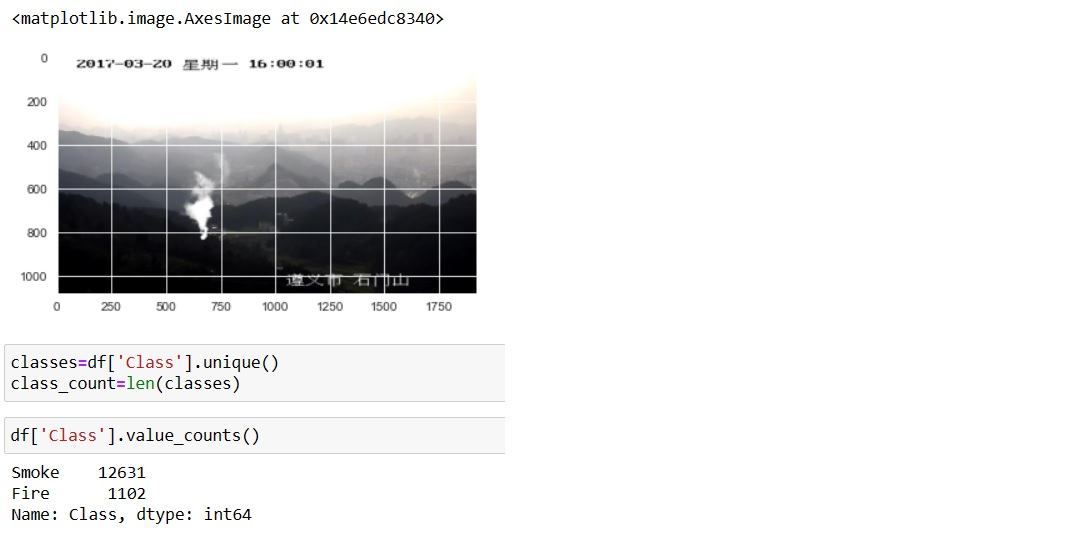 <matplotlib.image.AxesImage at 0x14e6edc8340>
0
2017-03-20 星期一 16:00:01
200
400
600
800
1000
遵义市 石门山
0 250 500 750 1000 1250 1500 1750
classes=df['Class'].unique()
class_count=len(classes)
df['Class'].value_counts()
Smoke 12631
Fire 1102
Name: Class, dtype: int64